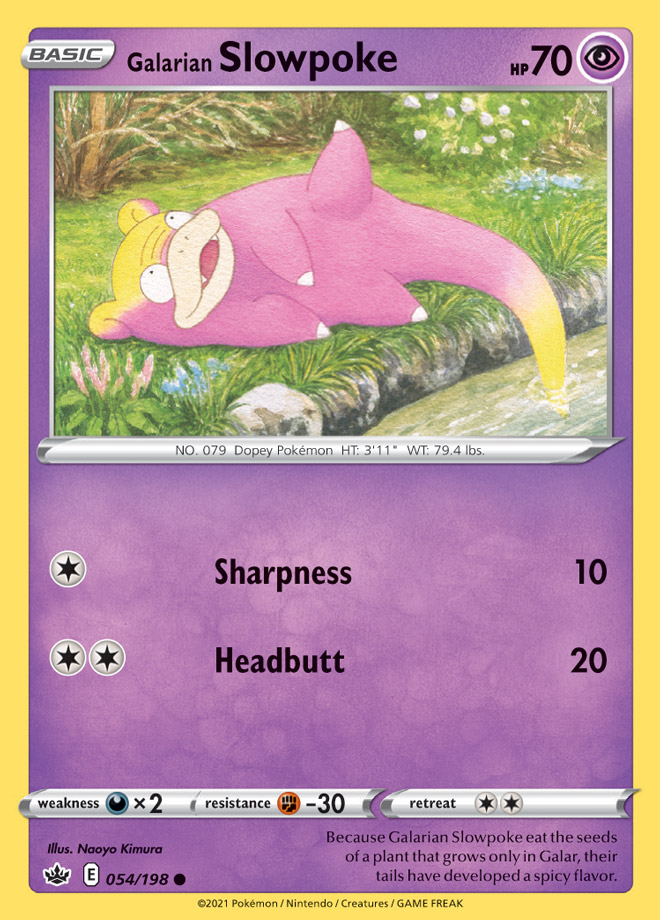 BASIC Galarian Slowpoke HP 70
NO. 079 Dopey Pokémon HT: 3'11" WT: 79.4 lbs.
Sharpness 10
Headbutt 20
weakness ×2 resistance -30 retreat
Illus. Naoyo Kimura
Because Galarian Slowpoke eat the seeds
of a plant that grows only in Galar, their
tails have developed a spicy flavor.
E 054/198
©2021 Pokémon / Nintendo / Creatures / GAME FREAK